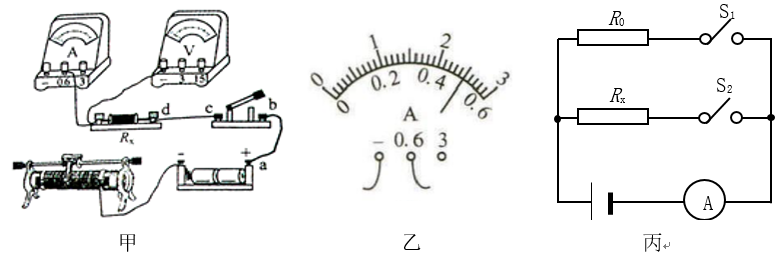 A
− 0.6 3
V
− 3 15
Rx
d
c
b
a
−
+
甲
0 1 2 3
0 0.2 0.4 0.6
A
− 0.6 3
乙
R0
S1
Rx
S2
A
丙